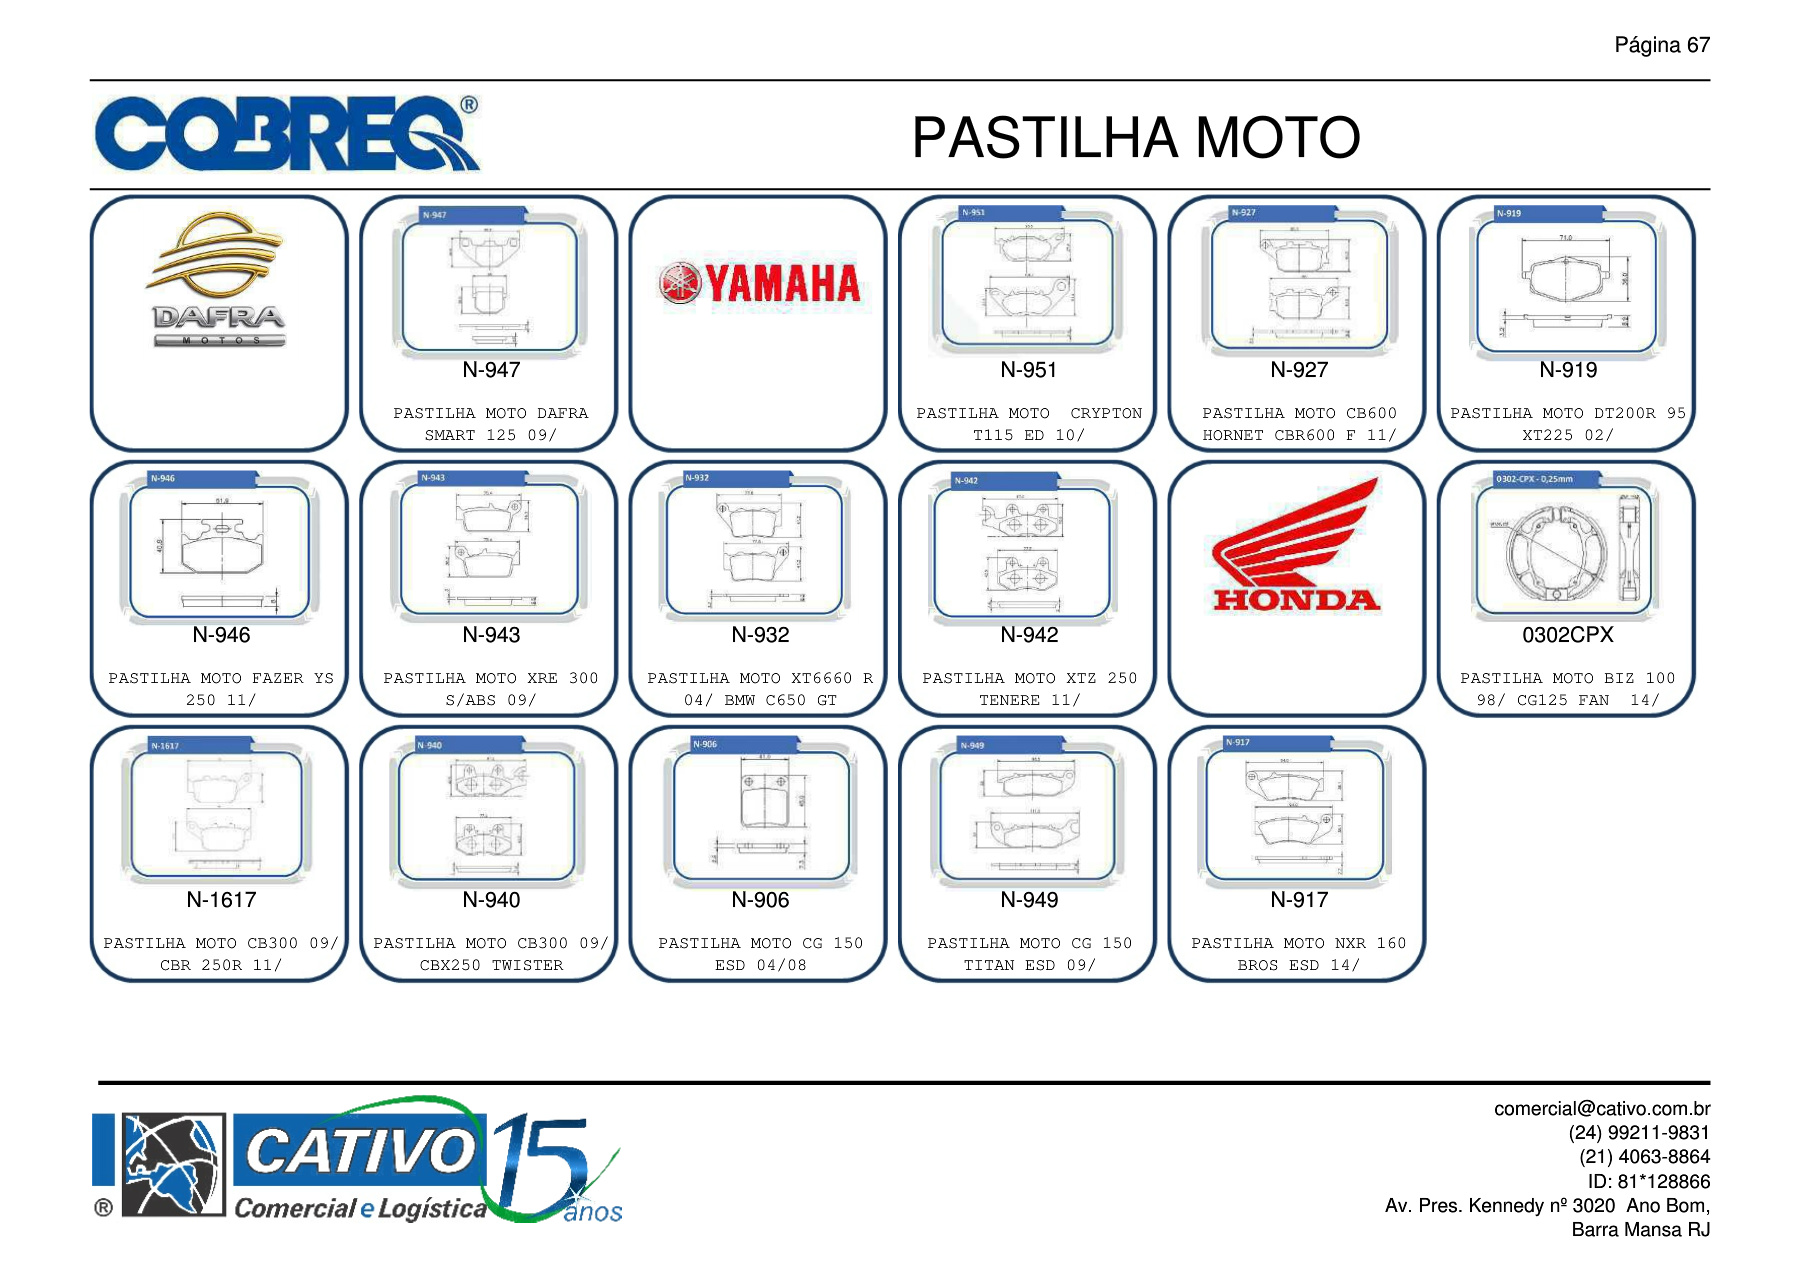 Página 67
COBREQ®
PASTILHA MOTO
DAFRA
MOTOS
N-947
N-947
PASTILHA MOTO DAFRA
SMART 125 09/
YAMAHA
N-951
N-951
PASTILHA MOTO  CRYPTON
T115 ED 10/
N-927
N-927
PASTILHA MOTO CB600
HORNET CBR600 F 11/
N-919
71,0
N-919
PASTILHA MOTO DT200R 95
XT225 02/
N-946
N-946
PASTILHA MOTO FAZER YS
250 11/
N-943
N-943
PASTILHA MOTO XRE 300
S/ABS 09/
N-932
N-932
PASTILHA MOTO XT6660 R
04/ BMW C650 GT
N-942
N-942
PASTILHA MOTO XTZ 250
TENERE 11/
HONDA
0302-CPX - 0,25mm
0302CPX
PASTILHA MOTO BIZ 100
98/ CG125 FAN  14/
N-1617
N-1617
PASTILHA MOTO CB300 09/
CBR 250R 11/
N-940
N-940
PASTILHA MOTO CB300 09/
CBX250 TWISTER
N-906
N-906
PASTILHA MOTO CG 150
ESD 04/08
N-949
N-949
PASTILHA MOTO CG 150
TITAN ESD 09/
N-917
N-917
PASTILHA MOTO NXR 160
BROS ESD 14/
CATIVO 15
® Comercial e Logística anos
comercial@cativo.com.br
(24) 99211-9831
(21) 4063-8864
ID: 81*128866
Av. Pres. Kennedy nº 3020  Ano Bom,
Barra Mansa RJ